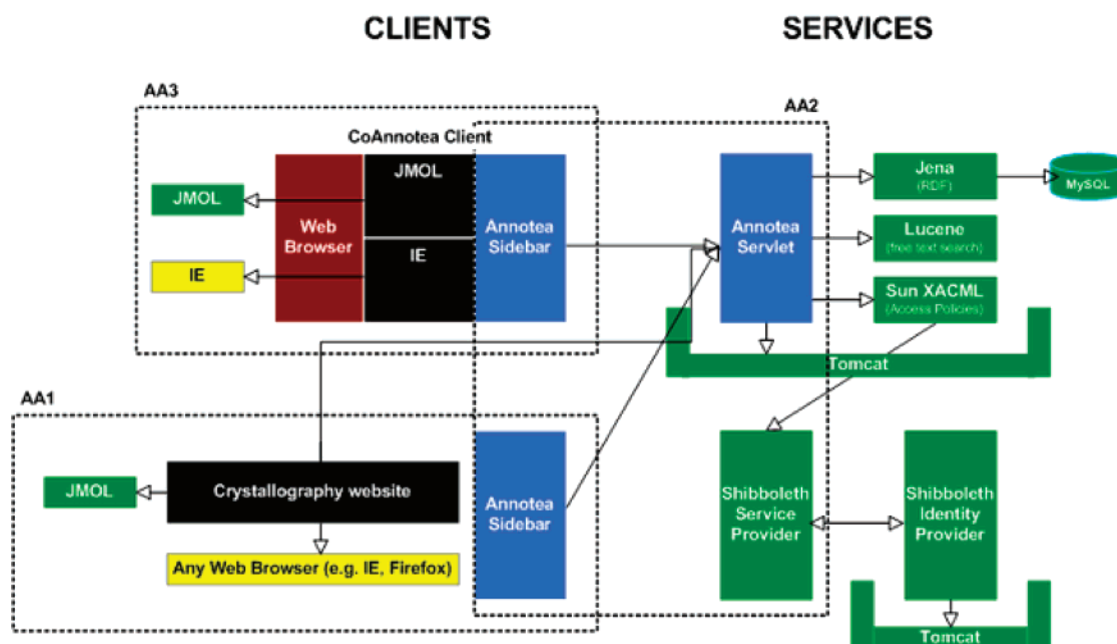 CLIENTS
SERVICES
AA3
AA2
CoAnnotea Client
JMOL
JMOL
Web
Browser
IE
IE
Annotea
Sidebar
Annotea
Servlet
Jena
(RDF)
MySQL
Lucene
(free text search)
Sun XACML
(Access Policies)
Tomcat
AA1
JMOL
Crystallography website
Any Web Browser (e.g. IE, Firefox)
Annotea
Sidebar
Shibboleth
Service
Provider
Shibboleth
Identity
Provider
Tomcat